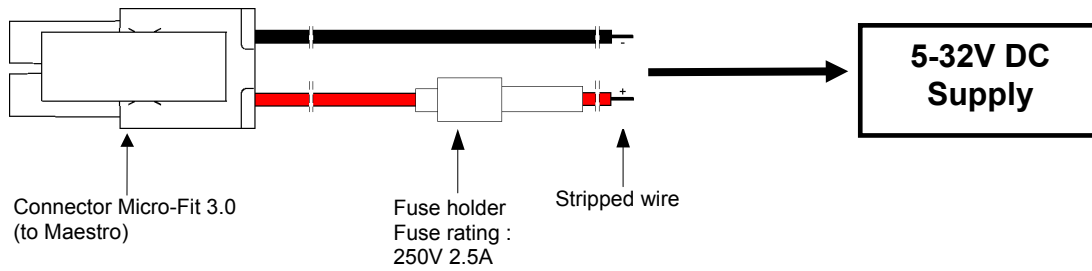 -
+
5-32V DC
Supply
Connector Micro-Fit 3.0
(to Maestro)
Fuse holder
Fuse rating :
250V 2.5A
Stripped wire